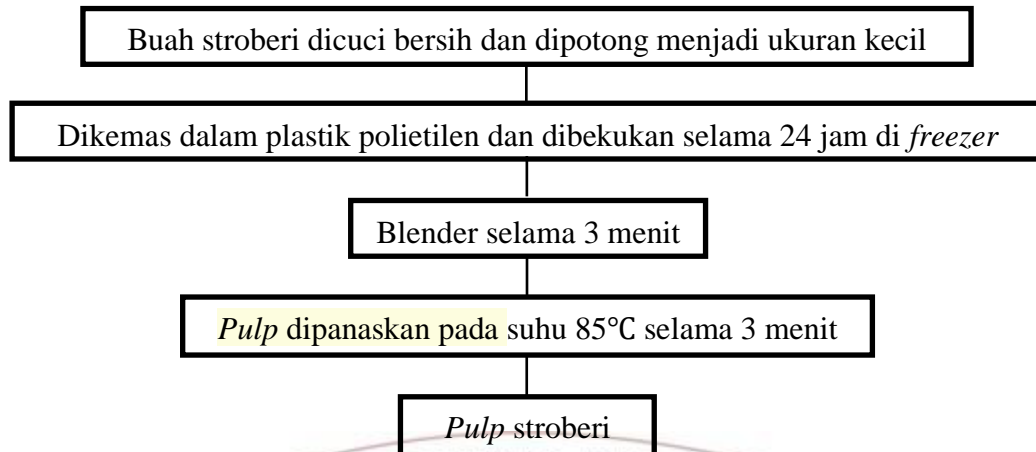 Buah stroberi dicuci bersih dan dipotong menjadi ukuran kecil
Dikemas dalam plastik polietilen dan dibekukan selama 24 jam di freezer
Blender selama 3 menit
Pulp dipanaskan pada suhu 85℃ selama 3 menit
Pulp stroberi